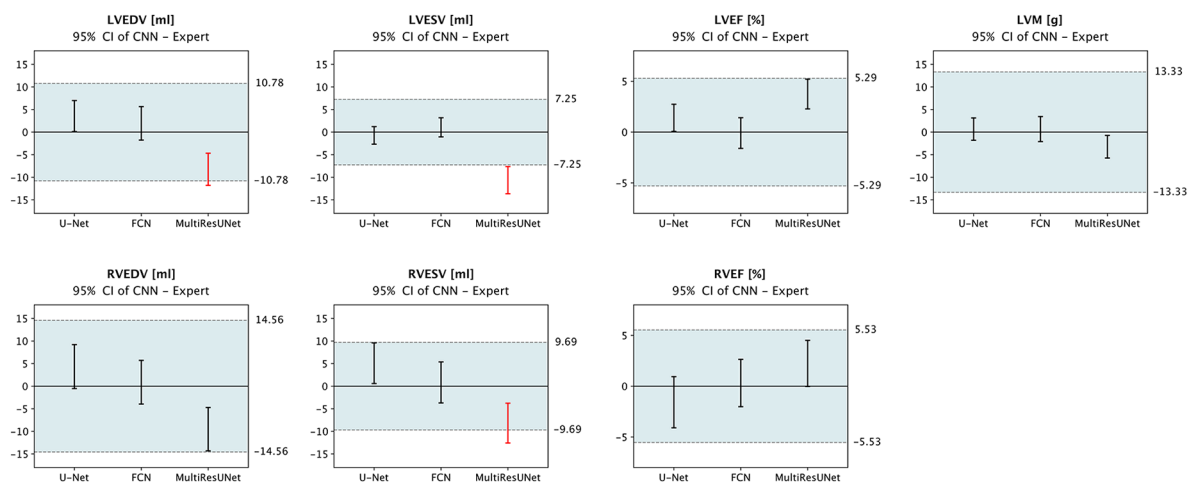 LVEDV [ml]
95% CI of CNN – Expert
15
10
5
0
−5
−10
−15
10.78
−10.78
U-Net FCN MultiResUNet
LVESV [ml]
95% CI of CNN – Expert
15
10
5
0
−5
−10
−15
7.25
−7.25
U-Net FCN MultiResUNet
LVEF [%]
95% CI of CNN – Expert
5
0
−5
5.29
−5.29
U-Net FCN MultiResUNet
LVM [g]
95% CI of CNN – Expert
15
10
5
0
−5
−10
−15
13.33
−13.33
U-Net FCN MultiResUNet
RVEDV [ml]
95% CI of CNN – Expert
15
10
5
0
−5
−10
−15
14.56
−14.56
U-Net FCN MultiResUNet
RVESV [ml]
95% CI of CNN – Expert
15
10
5
0
−5
−10
−15
9.69
−9.69
U-Net FCN MultiResUNet
RVEF [%]
95% CI of CNN – Expert
5
0
−5
5.53
−5.53
U-Net FCN MultiResUNet